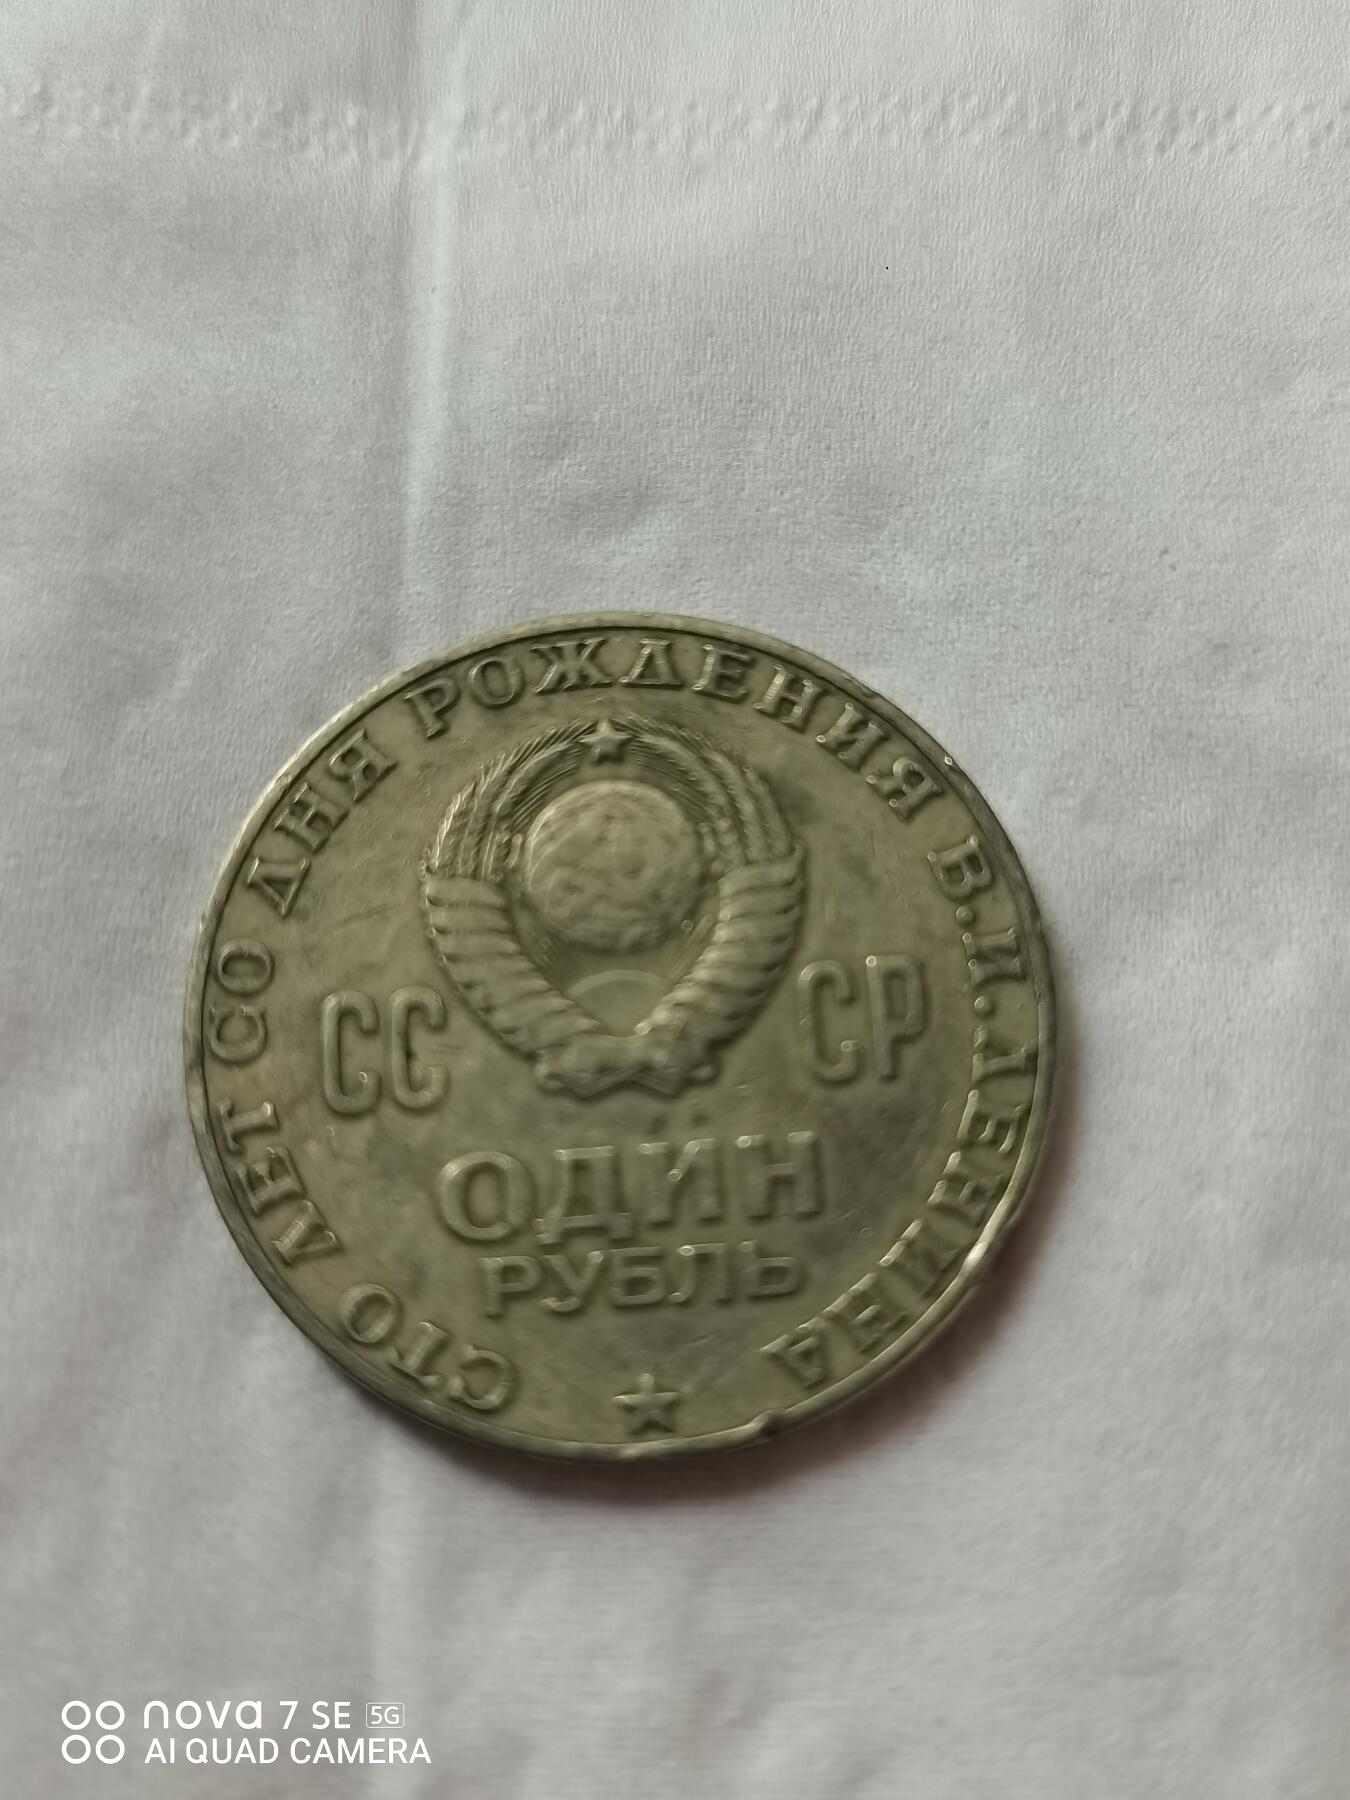 СТО ЛЕТ СО ДНЯ РОЖДЕНИЯ В.И.ЛЕНИНА
СС СР
ОДИН
РУБЛЬ
nova 7 SE 5G
AI QUAD CAMERA